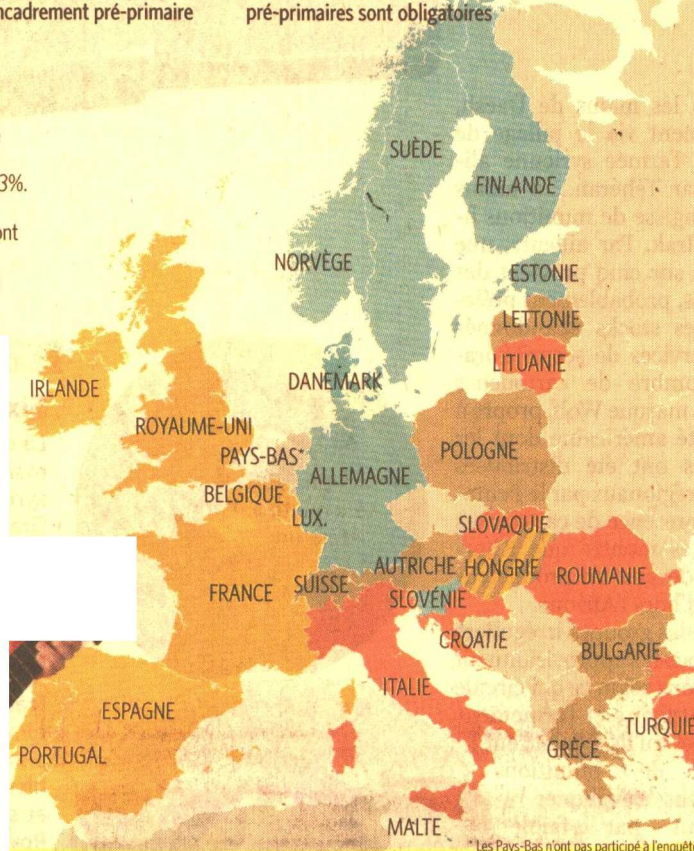 ncadrement pré-primaire
pré-primaires sont obligatoires
3%.
ont
SUÈDE
FINLANDE
NORVÈGE
ESTONIE
LETTONIE
LITUANIE
IRLANDE
DANEMARK
ROYAUME-UNI
PAYS-BAS*
POLOGNE
ALLEMAGNE
BELGIQUE
LUX.
SLOVAQUIE
AUTRICHE
HONGRIE
ROUMANIE
FRANCE
SUISSE
SLOVÉNIE
CROATIE
BULGARIE
ITALIE
ESPAGNE
TURQUIE
PORTUGAL
GRÈCE
MALTE
* Les Pays-Bas n'ont pas participé à l'enquête